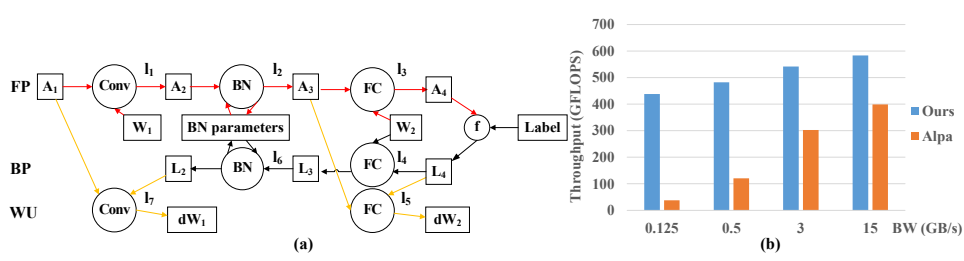 FP A₁ Conv l₁ A₂ BN l₂ A₃ FC l₃ A₄
W₁ BN parameters W₂ f Label
BP L₂ BN l₆ L₃ FC l₄ L₄
WU Conv l₇ dW₁ FC l₅ dW₂
(a)
Throughput (GFLOPS)
700
600
500
400
300
200
100
0
0.125 0.5 3 15 BW (GB/s)
Ours
Alpa
(b)